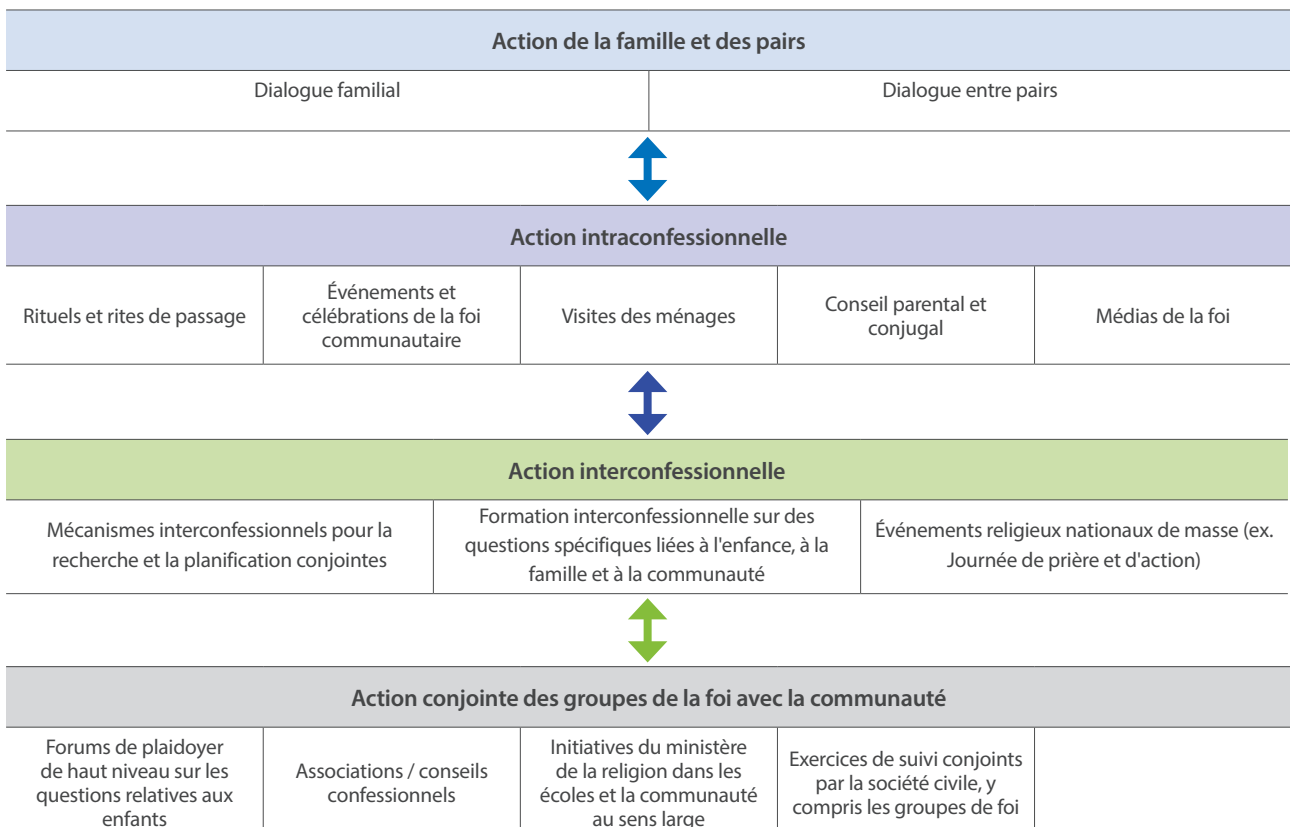 Action de la famille et des pairs
Dialogue familial
Dialogue entre pairs
Action intraconfessionnelle
Rituels et rites de passage
Événements et
célébrations de la foi
communautaire
Visites des ménages
Conseil parental et
conjugal
Médias de la foi
Action interconfessionnelle
Mécanismes interconfessionnels pour la
recherche et la planification conjointes
Formation interconfessionnelle sur des
questions spécifiques liées à l'enfance, à la
famille et à la communauté
Événements religieux nationaux de masse (ex.
Journée de prière et d'action)
Action conjointe des groupes de la foi avec la communauté
Forums de plaidoyer
de haut niveau sur les
questions relatives aux
enfants
Associations / conseils
confessionnels
Initiatives du ministère
de la religion dans les
écoles et la communauté
au sens large
Exercices de suivi conjoints
par la société civile, y
compris les groupes de foi